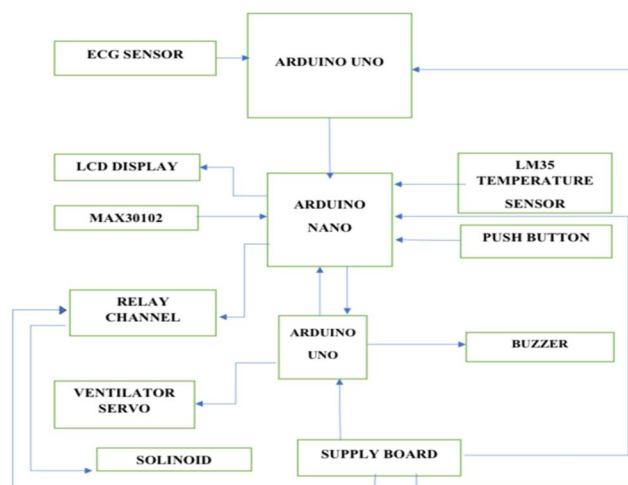 ECG SENSOR
ARDUINO UNO
LCD DISPLAY
LM35
TEMPERATURE
SENSOR
ARDUINO
NANO
MAX30102
PUSH BUTTON
RELAY
CHANNEL
ARDUINO
UNO
BUZZER
VENTILATOR
SERVO
SOLINOID
SUPPLY BOARD